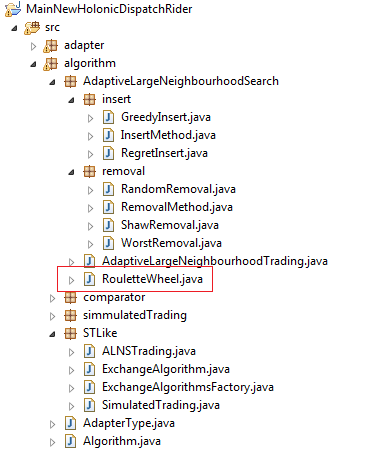 MainNewHolonicDispatchRider
src
adapter
algorithm
AdaptiveLargeNeighbourhoodSearch
insert
GreedyInsert.java
InsertMethod.java
RegretInsert.java
removal
RandomRemoval.java
RemovalMethod.java
ShawRemoval.java
WorstRemoval.java
AdaptiveLargeNeighbourhoodTrading.java
RouletteWheel.java
comparator
simmulatedTrading
STLike
ALNSTrading.java
ExchangeAlgorithm.java
ExchangeAlgorithmsFactory.java
SimulatedTrading.java
AdapterType.java
Algorithm.java